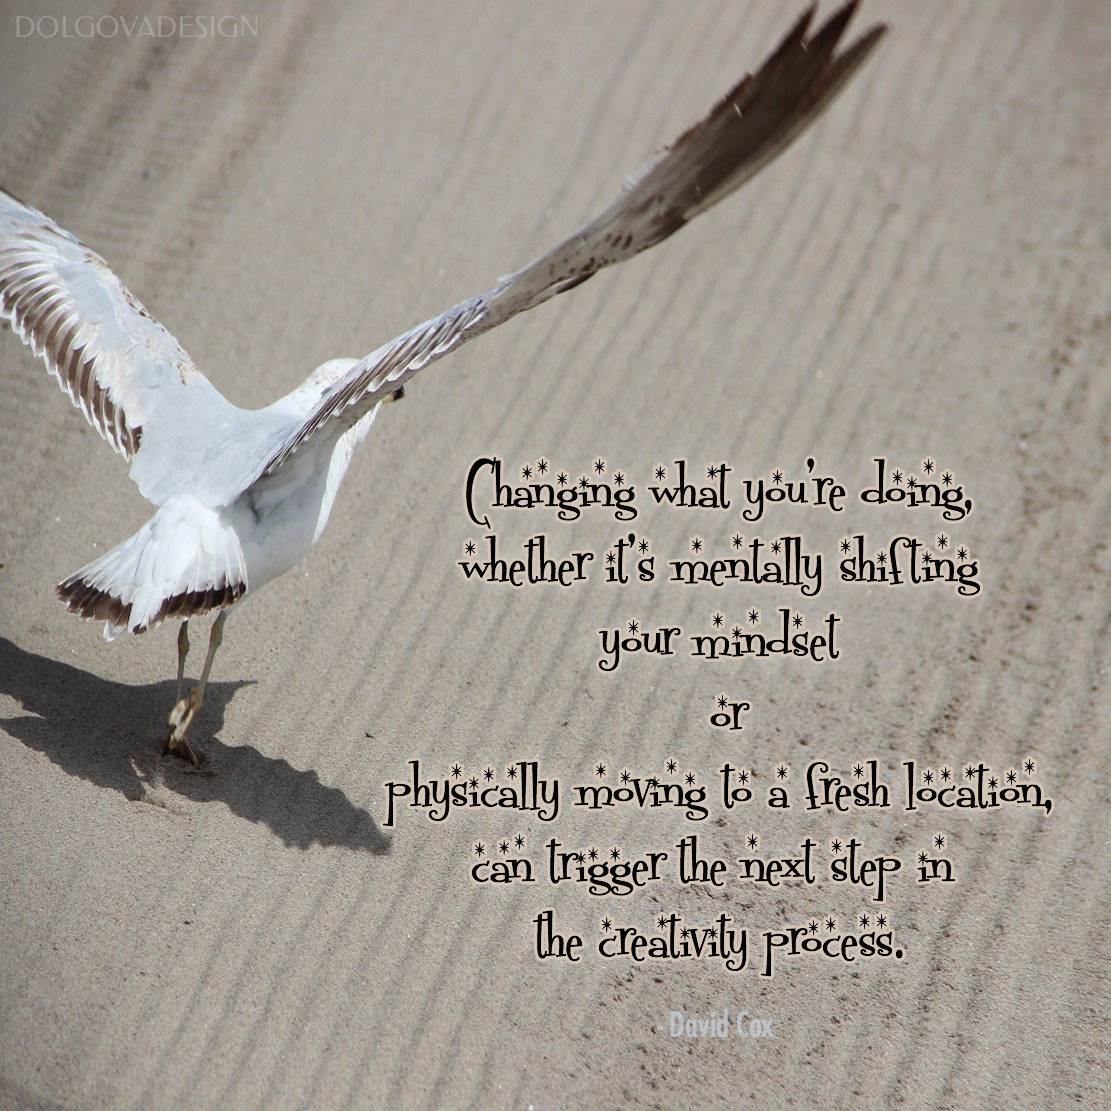 DOLGOVADESIGN
Changing what you're doing,
whether it's mentally shifting
your mindset
or
physically moving to a fresh location,
can trigger the next step in
the creativity process.
David Cox